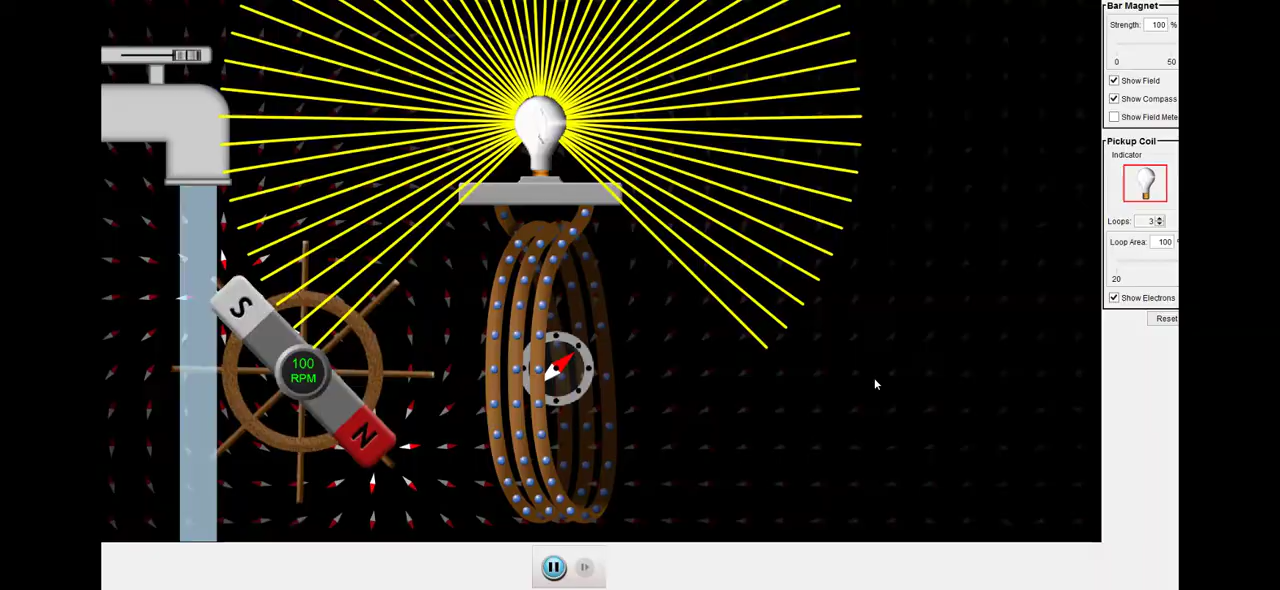 Bar Magnet
Strength: 100 %
0 50
Show Field
Show Compass
Show Field Mete
Pickup Coil
Indicator
Loops: 3
Loop Area: 100
20
Show Electrons
Reset
S
100
RPM
N